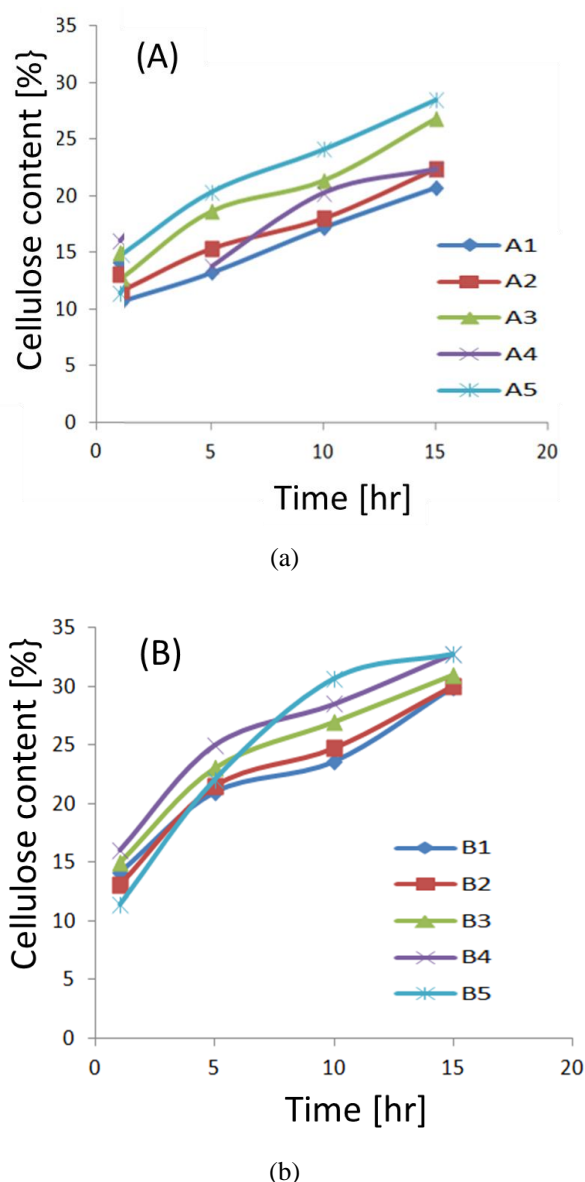 (A)
Cellulose content [%}
35
30
25
20
15
10
5
0
0 5 10 15 20
Time [hr]
A1
A2
A3
A4
A5
(a)
(B)
Cellulose content [%}
35
30
25
20
15
10
5
0
0 5 10 15 20
Time [hr]
B1
B2
B3
B4
B5
(b)